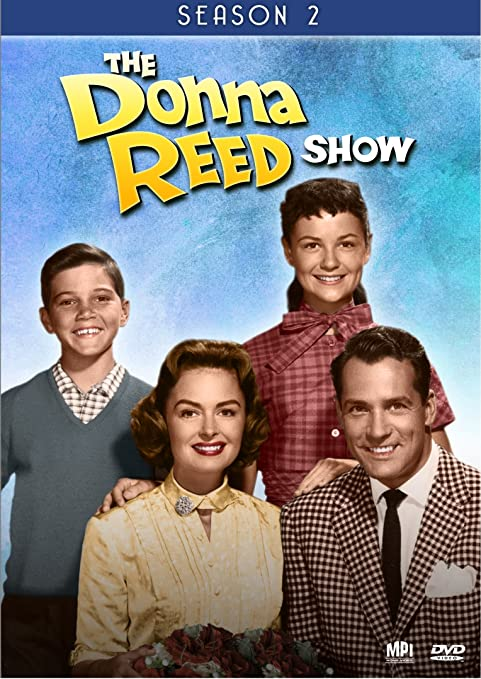 SEASON 2
THE
Donna
REED SHOW
MPI
DVD
VIDEO